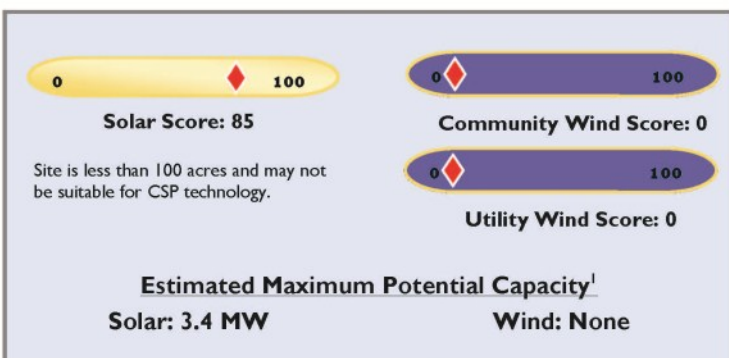 0 100
Solar Score: 85
Site is less than 100 acres and may not
be suitable for CSP technology.
0 100
Community Wind Score: 0
0 100
Utility Wind Score: 0
Estimated Maximum Potential Capacity¹
Solar: 3.4 MW Wind: None